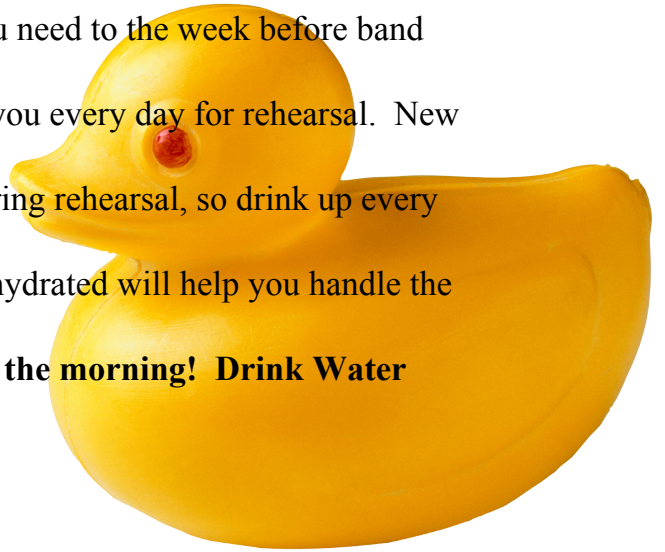 need to the week before band
you every day for rehearsal.  New
rehearsal, so drink up every
hydrated will help you handle the
the morning!  Drink Water